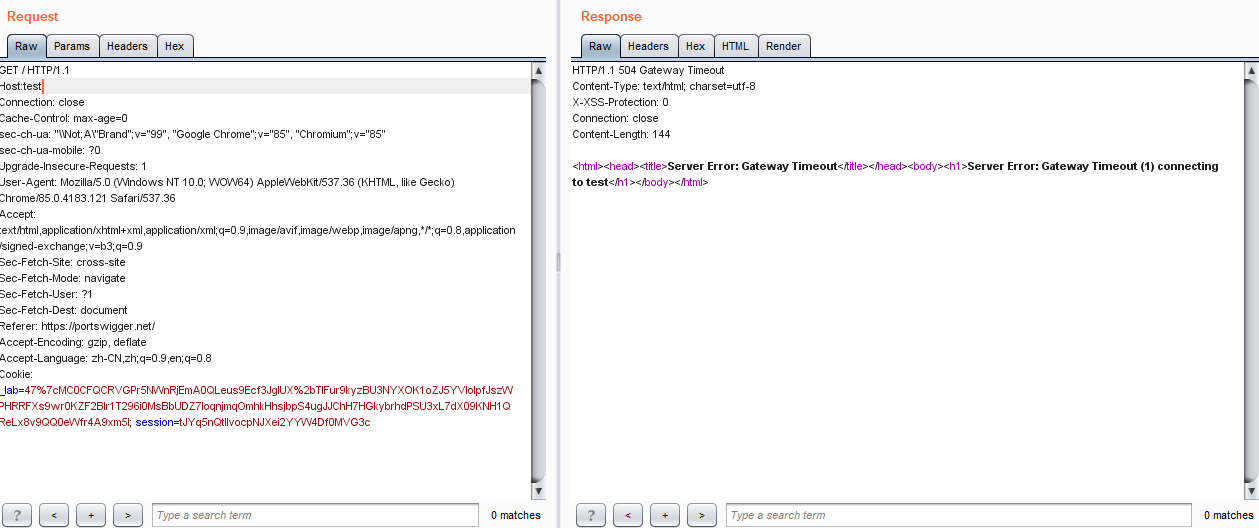 Request
Raw Params Headers Hex
GET / HTTP/1.1
Host:test
Connection: close
Cache-Control: max-age=0
sec-ch-ua: "\\Not;A\"Brand";v="99", "Google Chrome";v="85", "Chromium";v="85"
sec-ch-ua-mobile: ?0
Upgrade-Insecure-Requests: 1
User-Agent: Mozilla/5.0 (Windows NT 10.0; WOW64) AppleWebKit/537.36 (KHTML, like Gecko)
Chrome/85.0.4183.121 Safari/537.36
Accept:
text/html,application/xhtml+xml,application/xml;q=0.9,image/avif,image/webp,image/apng,*/*;q=0.8,application
/signed-exchange;v=b3;q=0.9
Sec-Fetch-Site: cross-site
Sec-Fetch-Mode: navigate
Sec-Fetch-User: ?1
Sec-Fetch-Dest: document
Referer: https://portswigger.net/
Accept-Encoding: gzip, deflate
Accept-Language: zh-CN,zh;q=0.9,en;q=0.8
Cookie:
session=
? < + > Type a search term 0 matches
Response
Raw Headers Hex HTML Render
HTTP/1.1 504 Gateway Timeout
Content-Type: text/html; charset=utf-8
X-XSS-Protection: 0
Connection: close
Content-Length: 144
<html><head><title>Server Error: Gateway Timeout</title></head><body><h1>Server Error: Gateway Timeout (1) connecting
to test</h1></body></html>
? < + > Type a search term 0 matches